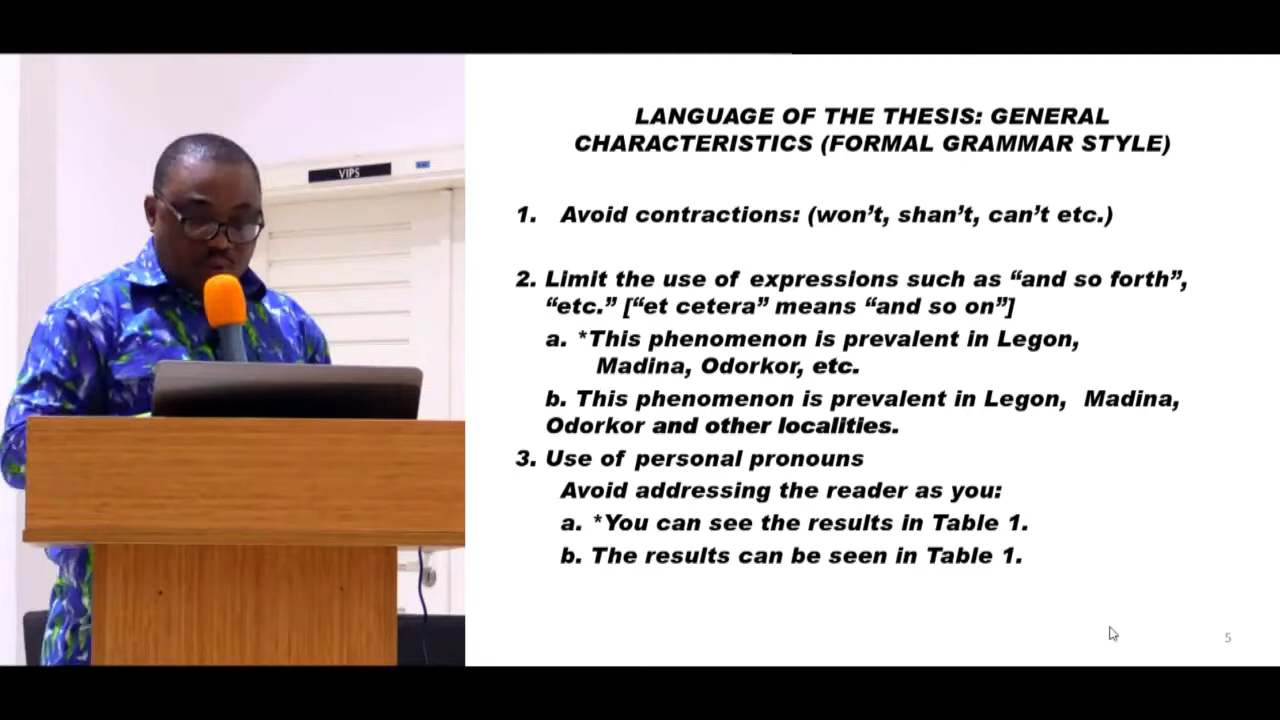 VIPS
LANGUAGE OF THE THESIS: GENERAL
CHARACTERISTICS (FORMAL GRAMMAR STYLE)
1. Avoid contractions: (won’t, shan’t, can’t etc.)
2. Limit the use of expressions such as “and so forth”,
“etc.” [“et cetera” means “and so on”]
a. *This phenomenon is prevalent in Legon,
Madina, Odorkor, etc.
b. This phenomenon is prevalent in Legon, Madina,
Odorkor and other localities.
3. Use of personal pronouns
Avoid addressing the reader as you:
a. *You can see the results in Table 1.
b. The results can be seen in Table 1.
5